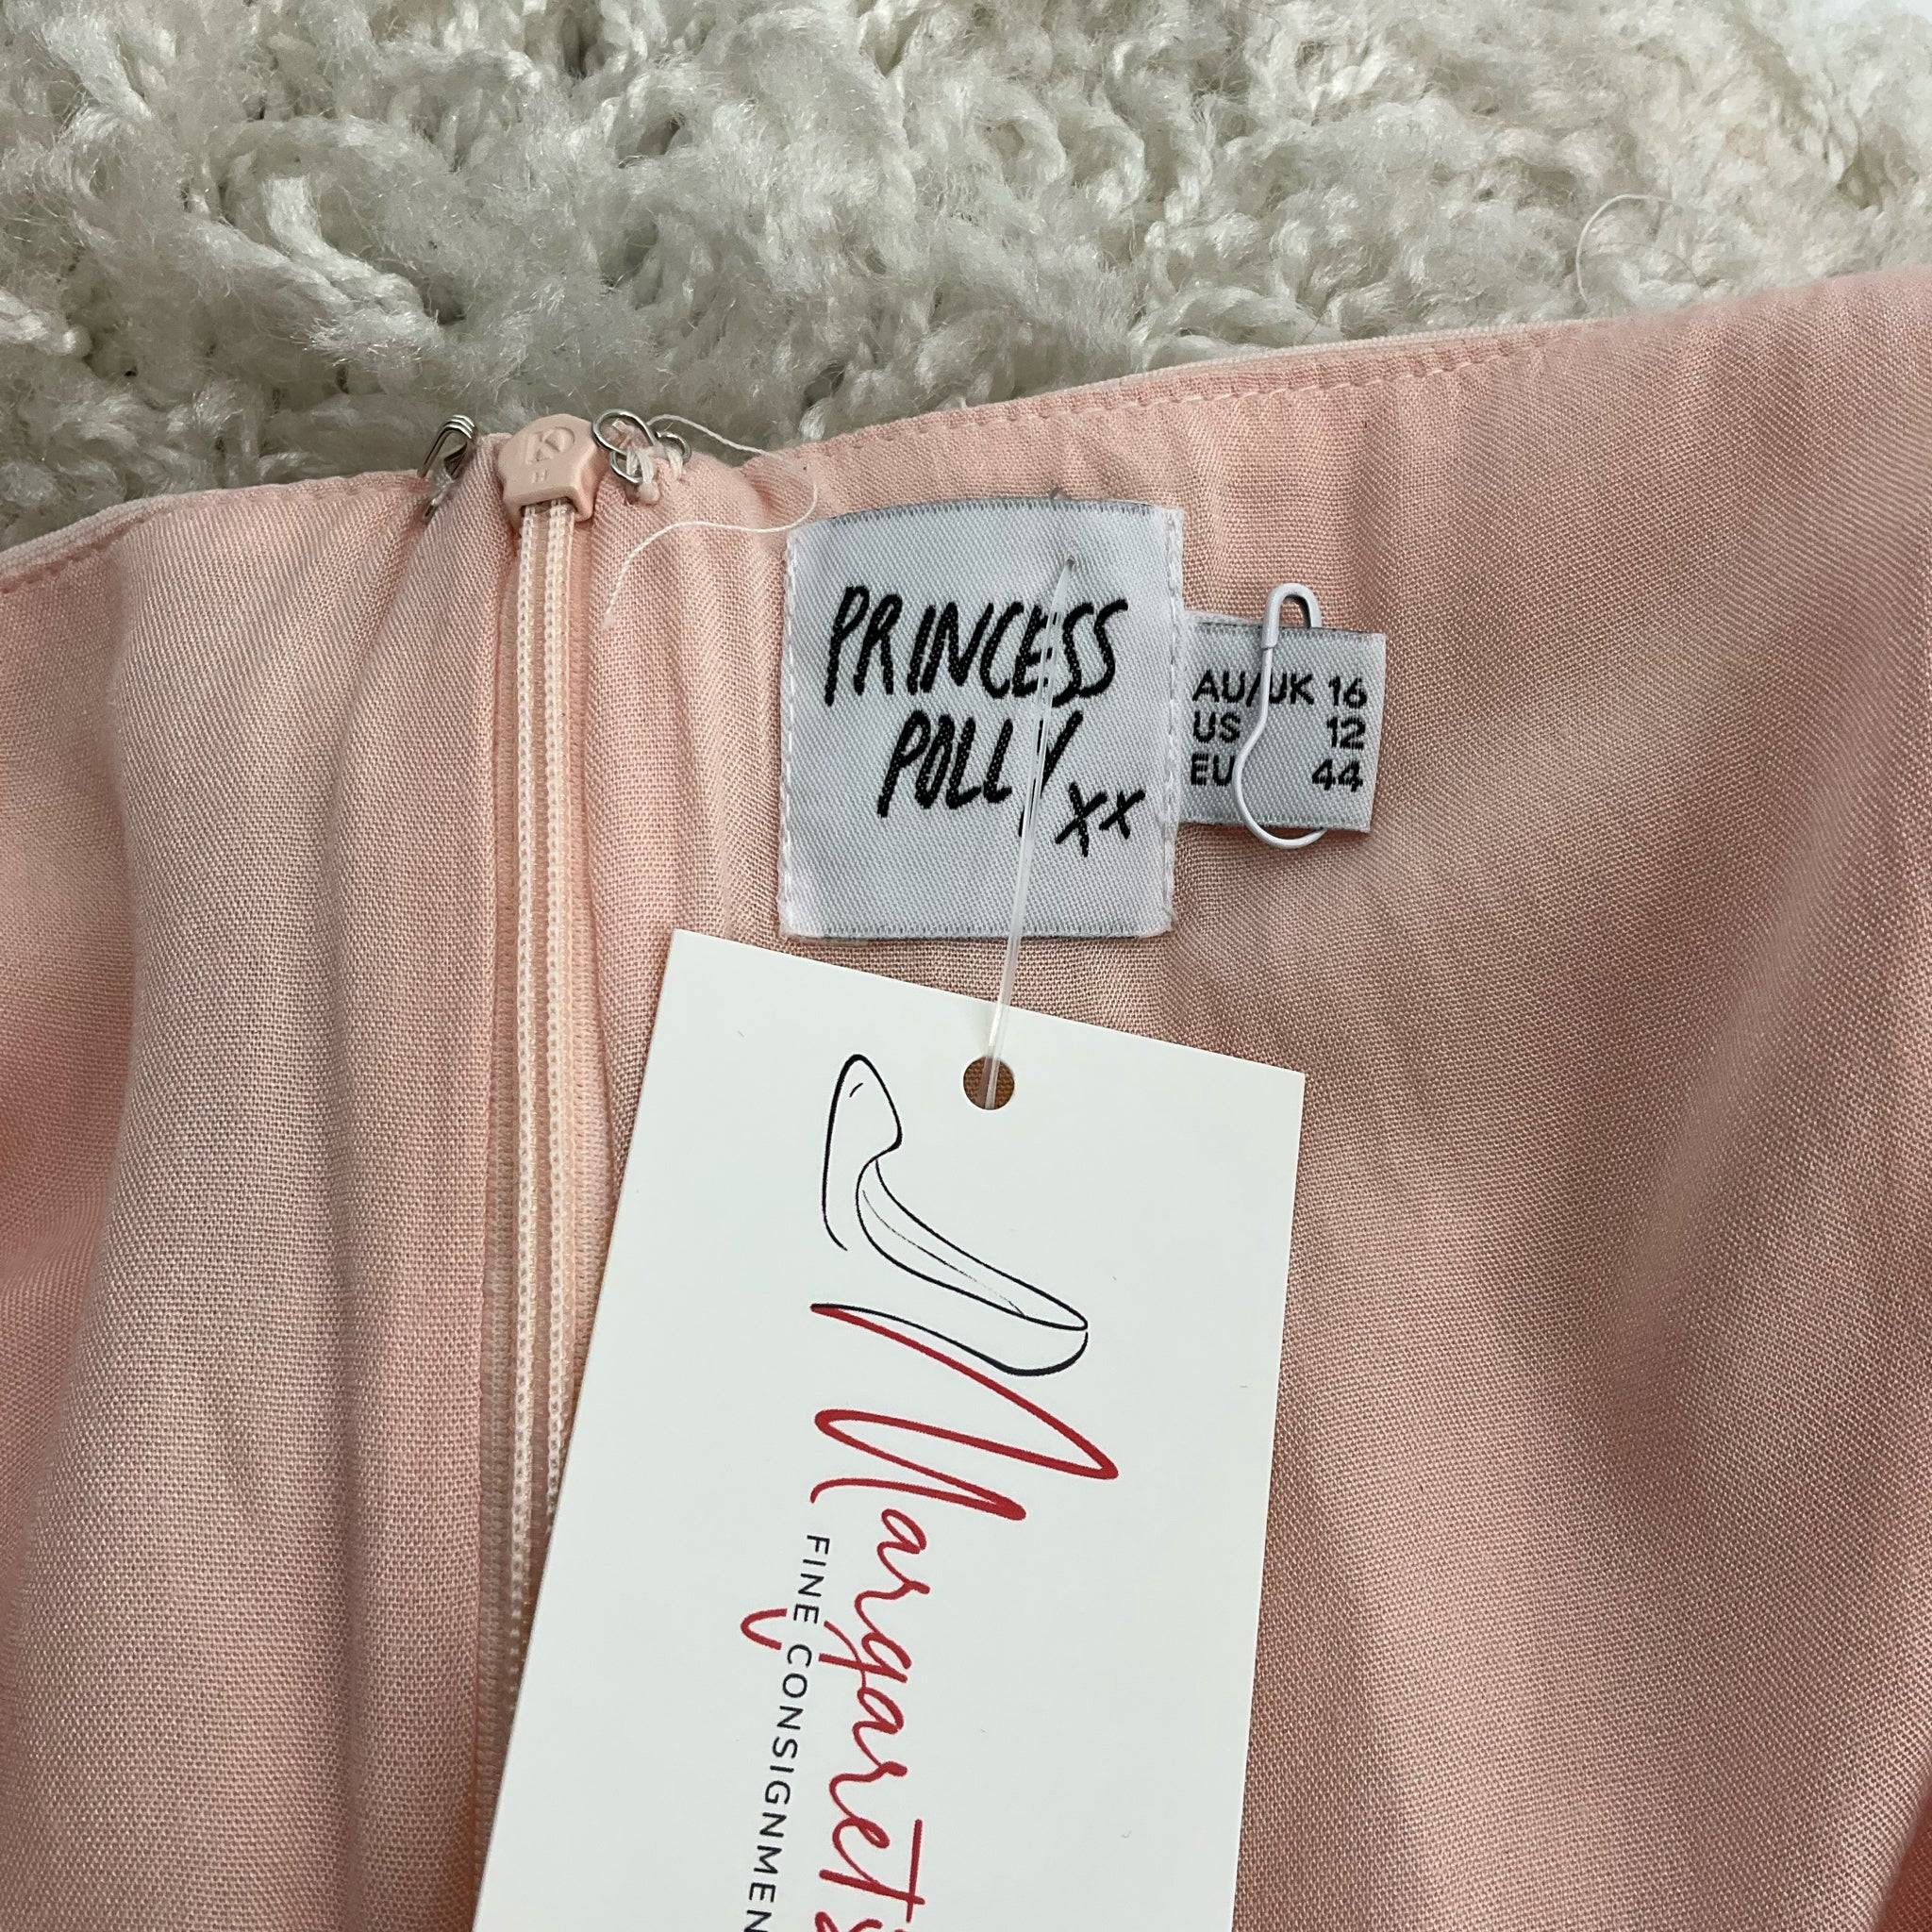 PRINCESS
POLLY xx
AU/UK 16
US 12
EU 44
Margaret's
FINE CONSIGNMEN